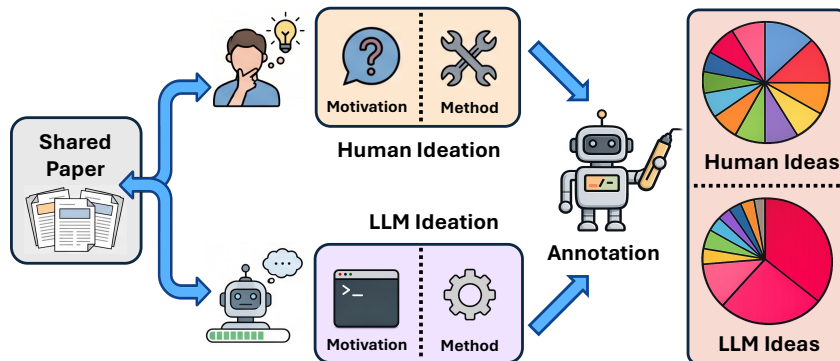 Shared
Paper
Motivation
Method
Human Ideation
LLM Ideation
>_
Motivation
Method
Annotation
Human Ideas
LLM Ideas